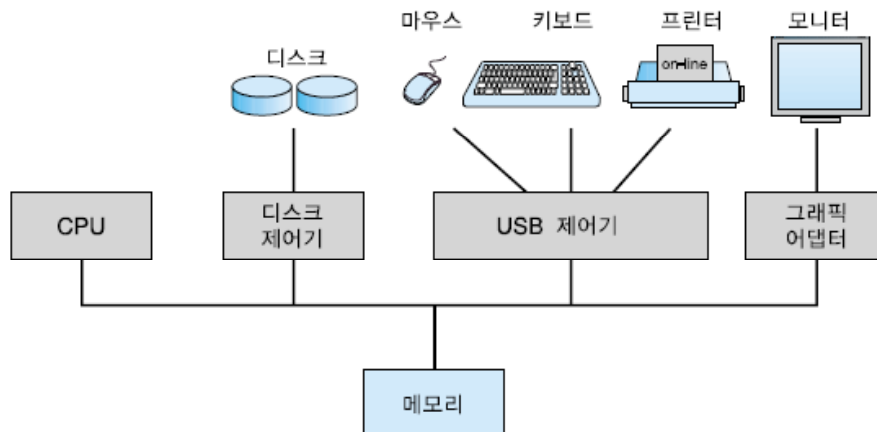 마우스
키보드
프린터
모니터
디스크
on-line
CPU
디스크
제어기
USB 제어기
그래픽
어댑터
메모리